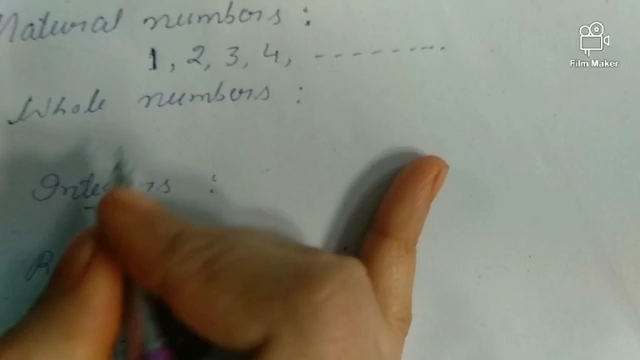 Natural numbers :
1, 2, 3, 4, --------.
Whole numbers :
:
Film Maker